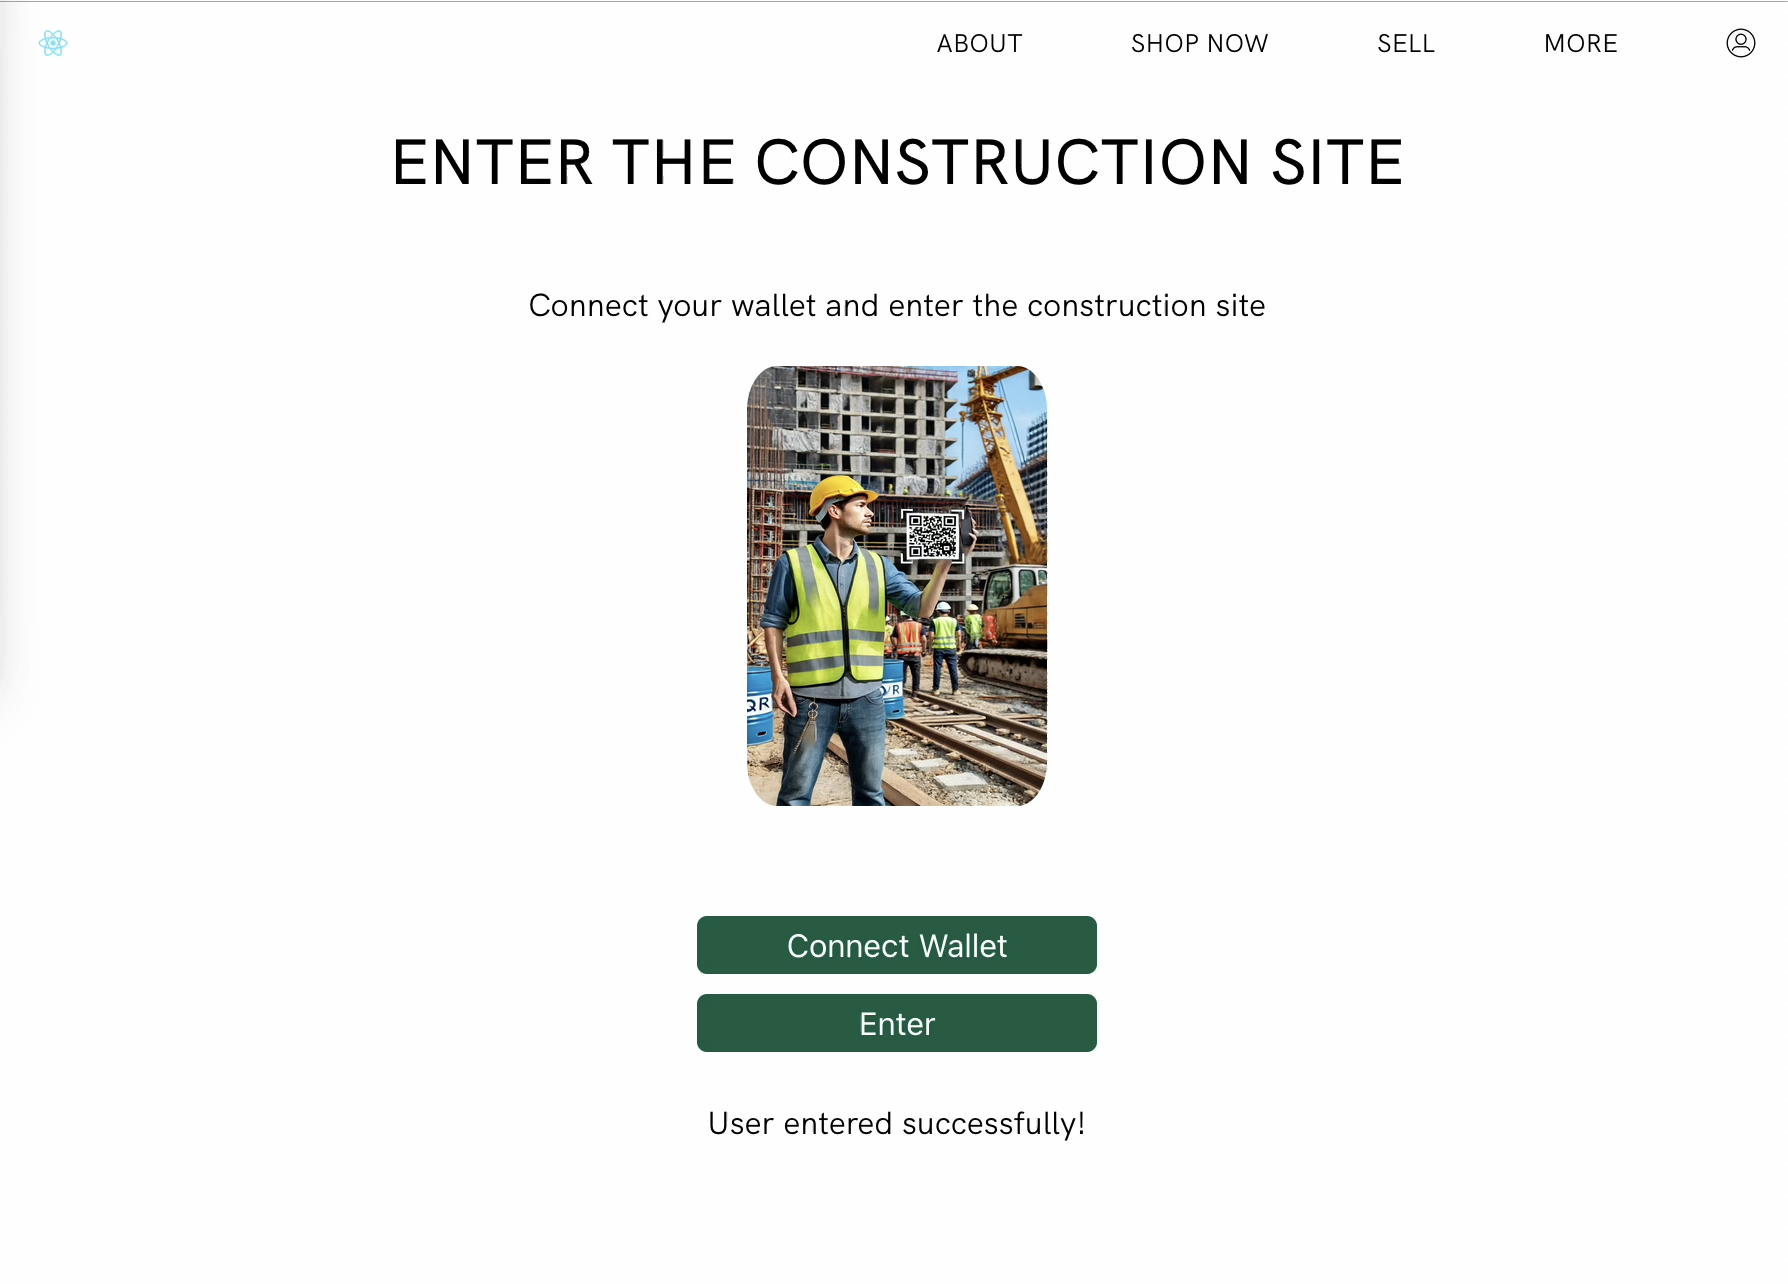 ABOUT
SHOP NOW
SELL
MORE
ENTER THE CONSTRUCTION SITE
Connect your wallet and enter the construction site
QR
/R
Connect Wallet
Enter
User entered successfully!